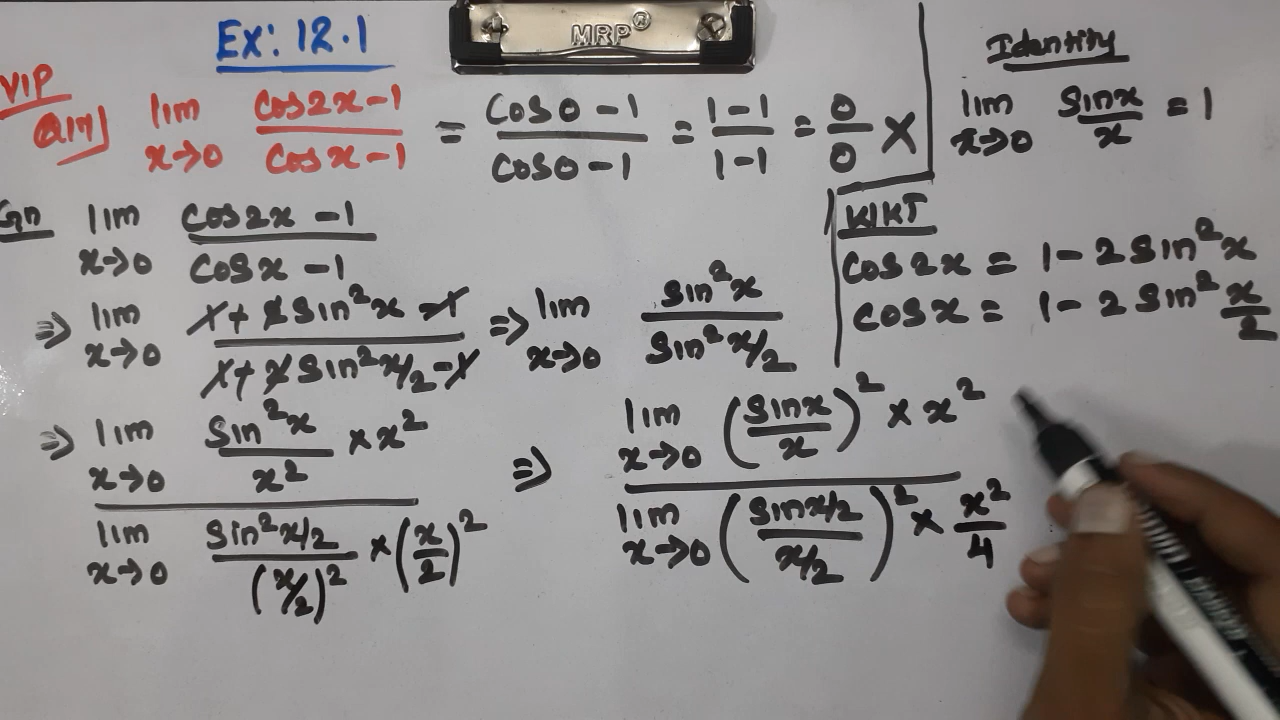 Ex: 12.1
MRP®
VIP
Q17] lim x→0 (cos2x-1)/(cosx-1) = (cos0-1)/(cos0-1) = (1-1)/(1-1) = 0/0 X
Identity
lim x→0 sinx/x = 1
KIKT
cos2x = 1-2sin²x
cosx = 1-2sin² x/2
Gn lim x→0 (cos2x-1)/(cosx-1)
⇒ lim x→0 (1+2sin²x-1)/(1+2sin²x/2-1) ⇒ lim x→0 (sin²x)/(sin²x/2)
⇒ (lim x→0 (sin²x)/(x²) × x²)/(lim x→0 (sin²x/2)/((x/2)²) × (x/2)²) ⇒ (lim x→0 (sinx/x)² × x²)/(lim x→0 ((sinx/2)/(x/2))² × x²/4)